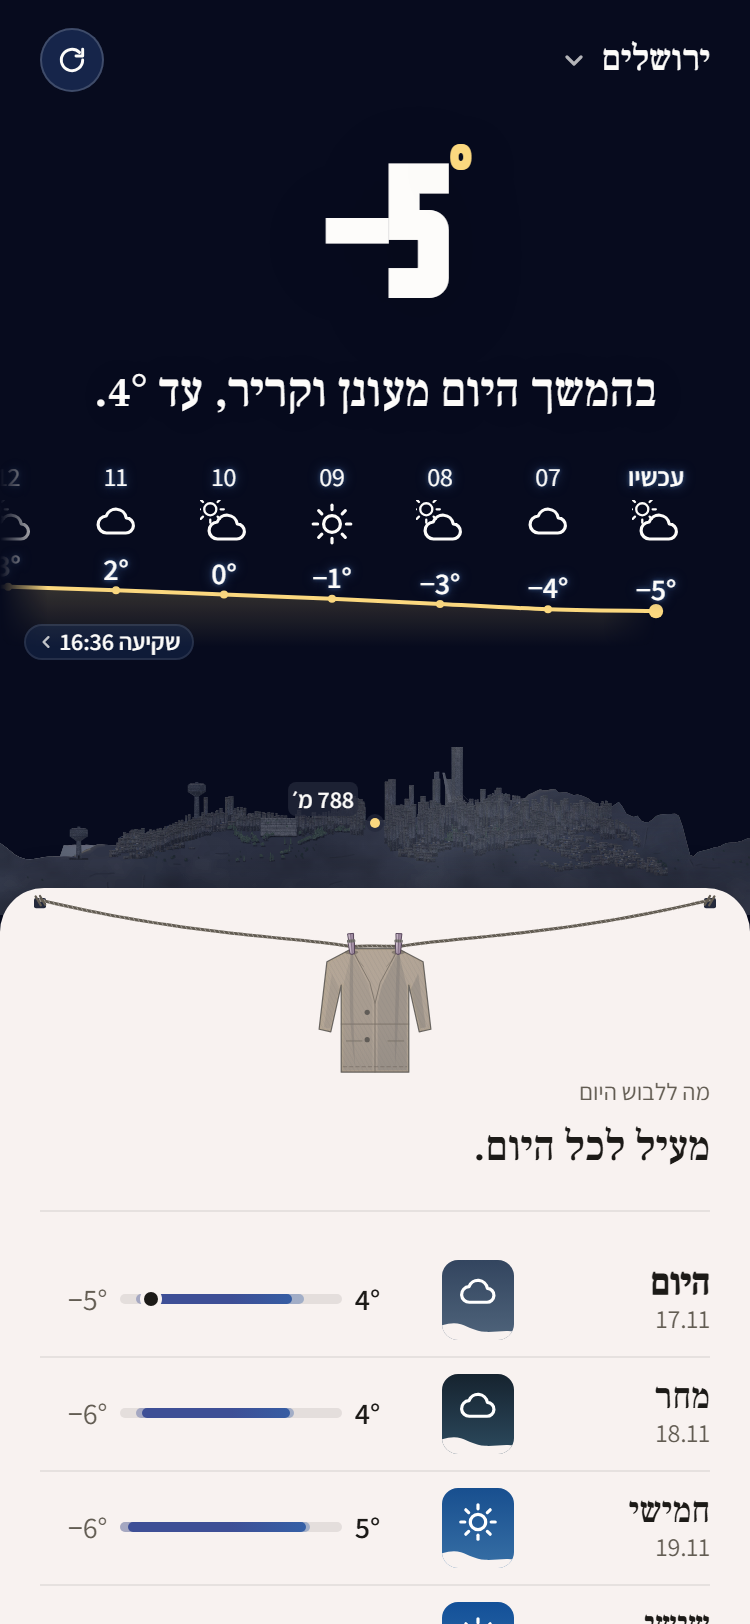 ירושלים
−5°
בהמשך היום מעונן וקריר, עד 4°.
עכשיו 07 08 09 10 11 12
−5° −4° −3° −1° 0° 2° 3°
שקיעה 16:36
788 מ׳
מה ללבוש היום
מעיל לכל היום.
היום 4° −5°
17.11
מחר 4° −6°
18.11
חמישי 5° −6°
19.11